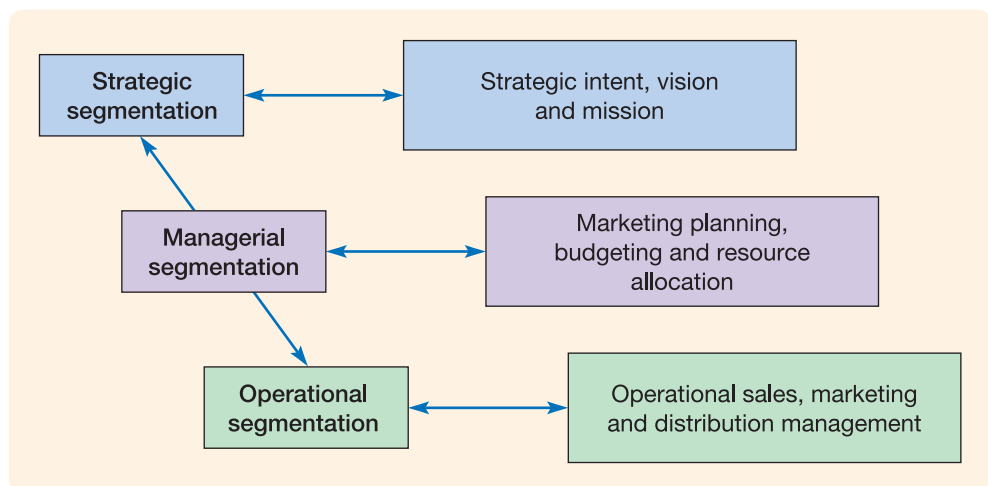 Strategic
segmentation
Strategic intent, vision
and mission
Managerial
segmentation
Marketing planning,
budgeting and resource
allocation
Operational
segmentation
Operational sales, marketing
and distribution management